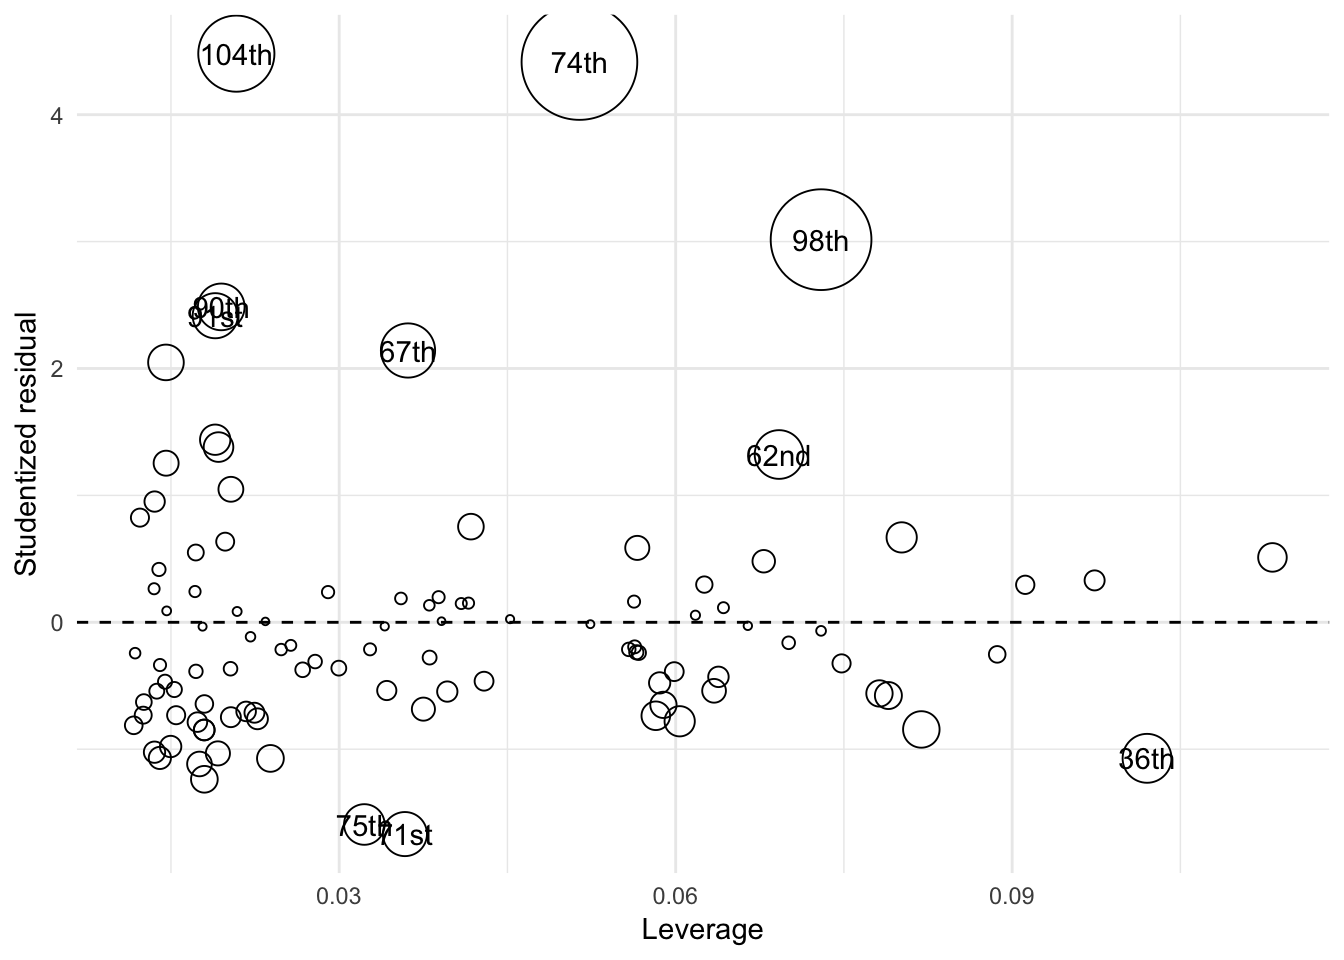 104th
74th
4
98th
90th
91st
67th
2
62nd
Studentized residual
0
36th
75th
71st
0.03
0.06
0.09
Leverage